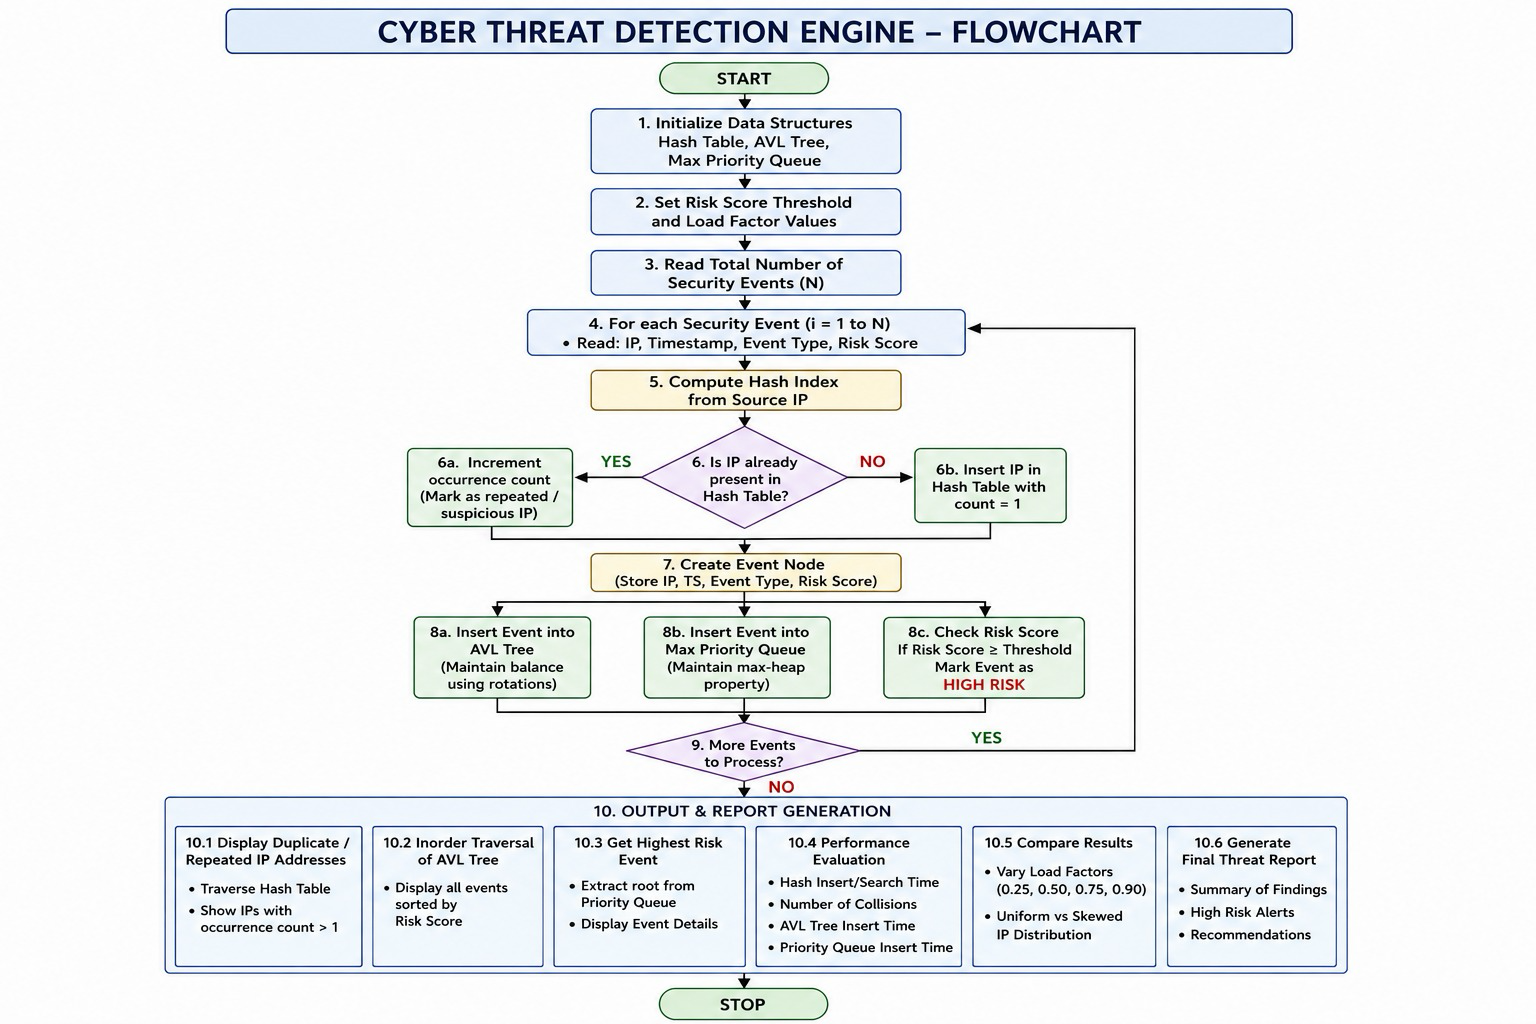 CYBER THREAT DETECTION ENGINE – FLOWCHART
START
1. Initialize Data Structures
Hash Table, AVL Tree,
Max Priority Queue
2. Set Risk Score Threshold
and Load Factor Values
3. Read Total Number of
Security Events (N)
4. For each Security Event (i = 1 to N)
• Read: IP, Timestamp, Event Type, Risk Score
5. Compute Hash Index
from Source IP
6. Is IP already
present in
Hash Table?
YES
NO
6a. Increment
occurrence count
(Mark as repeated /
suspicious IP)
6b. Insert IP in
Hash Table with
count = 1
7. Create Event Node
(Store IP, TS, Event Type, Risk Score)
8a. Insert Event into
AVL Tree
(Maintain balance
using rotations)
8b. Insert Event into
Max Priority Queue
(Maintain max-heap
property)
8c. Check Risk Score
If Risk Score ≥ Threshold
Mark Event as
HIGH RISK
9. More Events
to Process?
YES
NO
10. OUTPUT & REPORT GENERATION
10.1 Display Duplicate /
Repeated IP Addresses
• Traverse Hash Table
• Show IPs with
occurrence count > 1
10.2 Inorder Traversal
of AVL Tree
• Display all events
sorted by
Risk Score
10.3 Get Highest Risk
Event
• Extract root from
Priority Queue
• Display Event Details
10.4 Performance
Evaluation
• Hash Insert/Search Time
• Number of Collisions
• AVL Tree Insert Time
• Priority Queue Insert Time
10.5 Compare Results
• Vary Load Factors
(0.25, 0.50, 0.75, 0.90)
• Uniform vs Skewed
IP Distribution
10.6 Generate
Final Threat Report
• Summary of Findings
• High Risk Alerts
• Recommendations
STOP